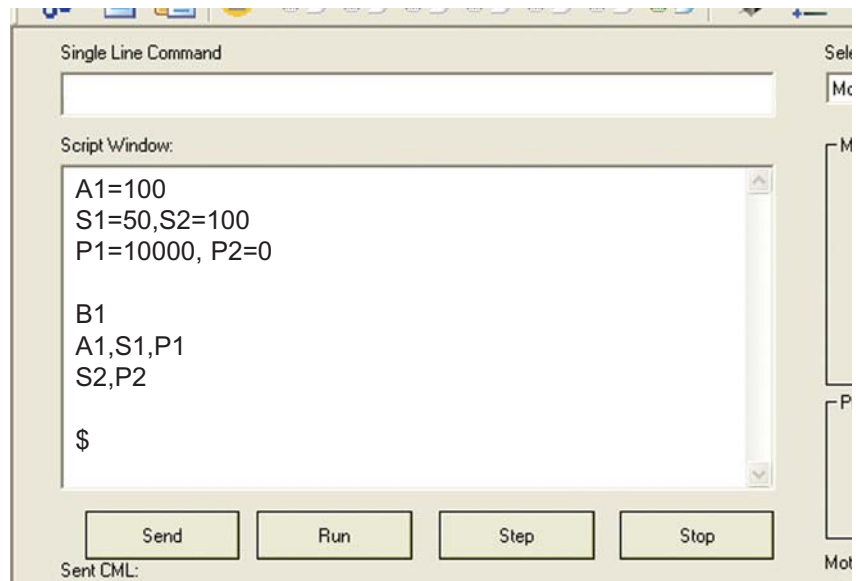 Single Line Command
Script Window:
A1=100
S1=50,S2=100
P1=10000, P2=0
B1
A1,S1,P1
S2,P2
$
Send
Run
Step
Stop
Sent CML: